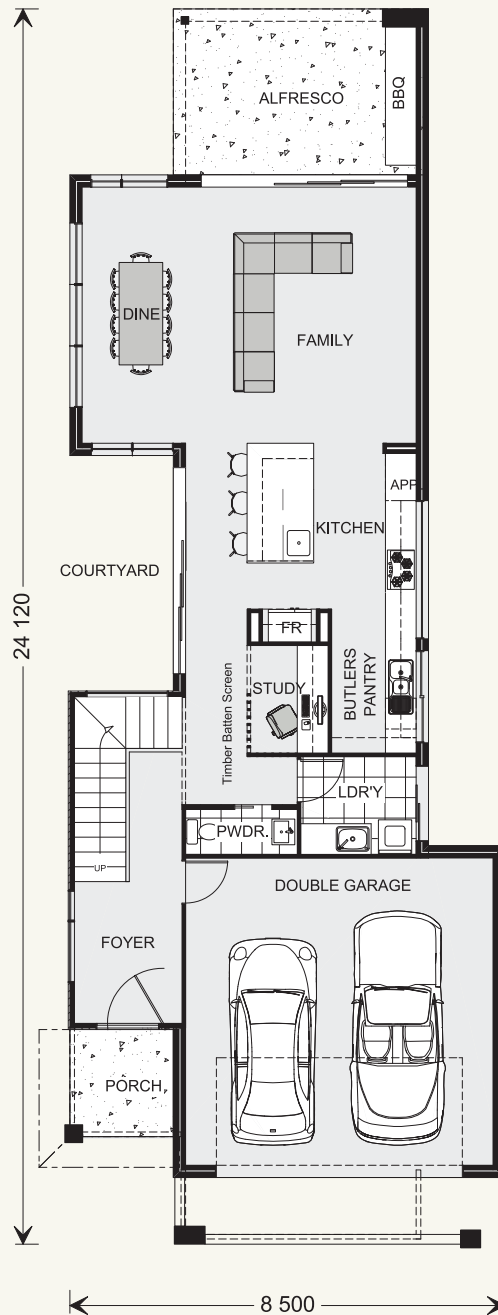 ALFRESCO
BBQ
DINE
FAMILY
APP
KITCHEN
COURTYARD
24 120
FR
STUDY
BUTLERS
PANTRY
Timber Batten Screen
LDR'Y
PWDR.
UP
DOUBLE GARAGE
FOYER
PORCH
8 500